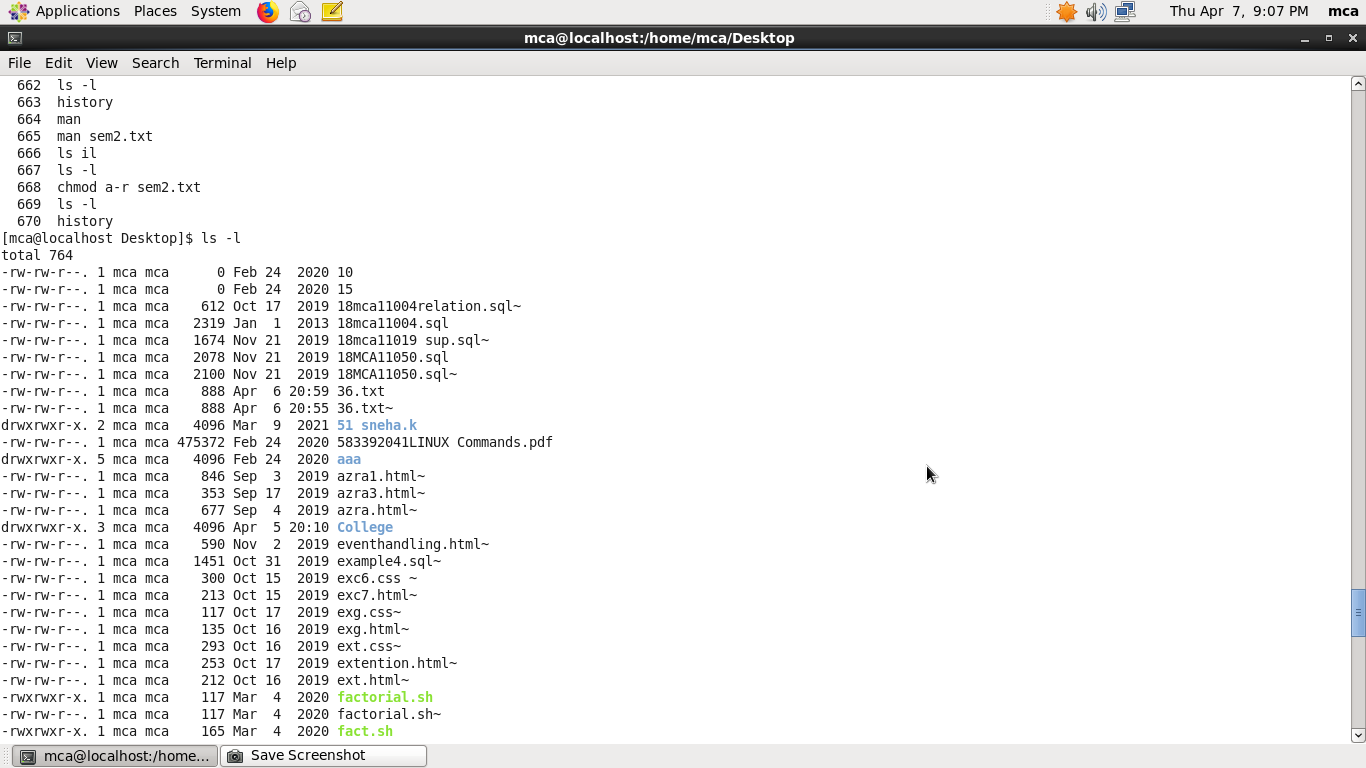 Applications Places System Thu Apr 7, 9:07 PM mca
mca@localhost:/home/mca/Desktop
File Edit View Search Terminal Help
  662  ls -l
  663  history
  664  man
  665  man sem2.txt
  666  ls il
  667  ls -l
  668  chmod a-r sem2.txt
  669  ls -l
  670  history
[mca@localhost Desktop]$ ls -l
total 764
-rw-rw-r--. 1 mca mca      0 Feb 24  2020 10
-rw-rw-r--. 1 mca mca      0 Feb 24  2020 15
-rw-rw-r--. 1 mca mca    612 Oct 17  2019 18mca11004relation.sql~
-rw-rw-r--. 1 mca mca   2319 Jan  1  2013 18mca11004.sql
-rw-rw-r--. 1 mca mca   1674 Nov 21  2019 18mca11019 sup.sql~
-rw-rw-r--. 1 mca mca   2078 Nov 21  2019 18MCA11050.sql
-rw-rw-r--. 1 mca mca   2100 Nov 21  2019 18MCA11050.sql~
-rw-rw-r--. 1 mca mca    888 Apr  6 20:59 36.txt
-rw-rw-r--. 1 mca mca    888 Apr  6 20:55 36.txt~
drwxrwxr-x. 2 mca mca   4096 Mar  9  2021 51 sneha.k
-rw-rw-r--. 1 mca mca 475372 Feb 24  2020 583392041LINUX Commands.pdf
drwxrwxr-x. 5 mca mca   4096 Feb 24  2020 aaa
-rw-rw-r--. 1 mca mca    846 Sep  3  2019 azra1.html~
-rw-rw-r--. 1 mca mca    353 Sep 17  2019 azra3.html~
-rw-rw-r--. 1 mca mca    677 Sep  4  2019 azra.html~
drwxrwxr-x. 3 mca mca   4096 Apr  5 20:10 College
-rw-rw-r--. 1 mca mca    590 Nov  2  2019 eventhandling.html~
-rw-rw-r--. 1 mca mca   1451 Oct 31  2019 example4.sql~
-rw-rw-r--. 1 mca mca    300 Oct 15  2019 exc6.css ~
-rw-rw-r--. 1 mca mca    213 Oct 15  2019 exc7.html~
-rw-rw-r--. 1 mca mca    117 Oct 17  2019 exg.css~
-rw-rw-r--. 1 mca mca    135 Oct 16  2019 exg.html~
-rw-rw-r--. 1 mca mca    293 Oct 16  2019 ext.css~
-rw-rw-r--. 1 mca mca    253 Oct 17  2019 extention.html~
-rw-rw-r--. 1 mca mca    212 Oct 16  2019 ext.html~
-rwxrwxr-x. 1 mca mca    117 Mar  4  2020 factorial.sh
-rw-rw-r--. 1 mca mca    117 Mar  4  2020 factorial.sh~
-rwxrwxr-x. 1 mca mca    165 Mar  4  2020 fact.sh
mca@localhost:/home... Save Screenshot